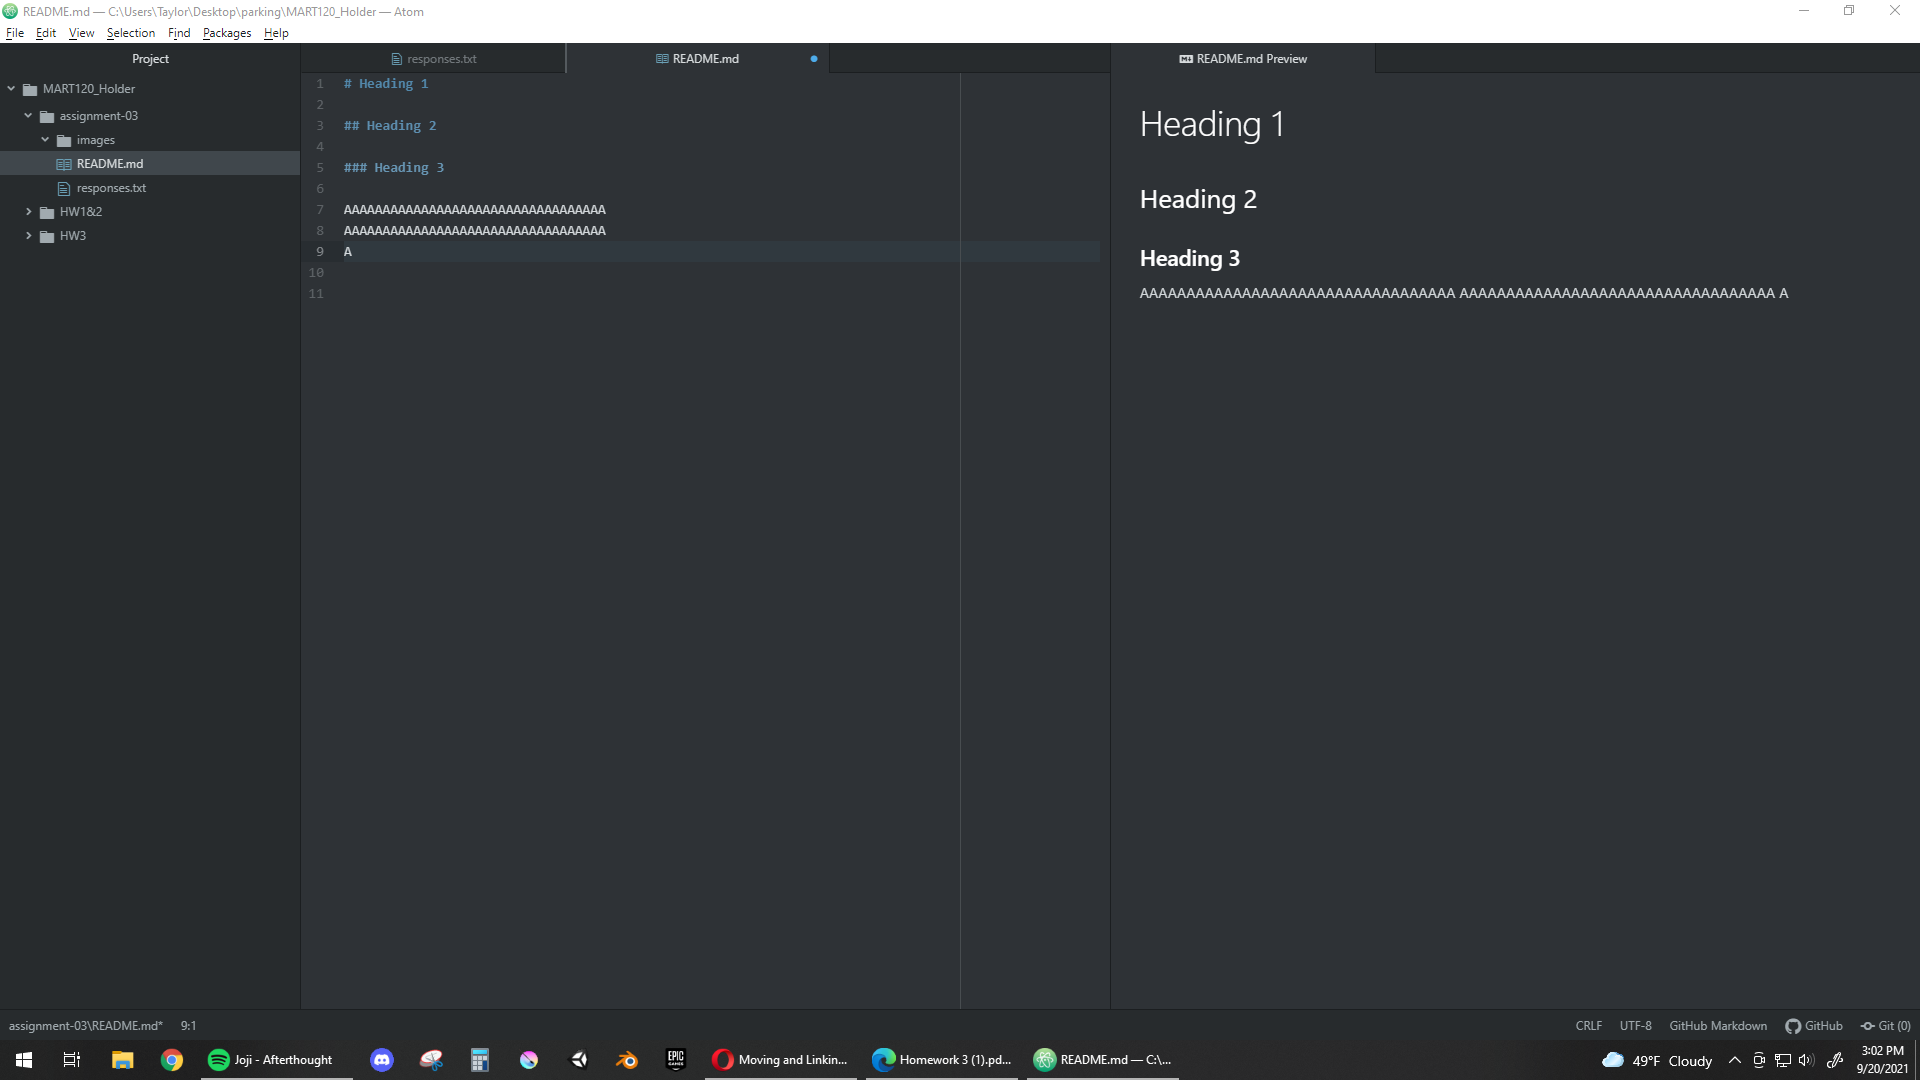 README.md — C:\Users\Taylor\Desktop\parking\MART120_Holder — Atom
File Edit View Selection Find Packages Help
Project
MART120_Holder
assignment-03
images
README.md
responses.txt
HW1&2
HW3
responses.txt
README.md
1 # Heading 1
2
3 ## Heading 2
4
5 ### Heading 3
6
7 AAAAAAAAAAAAAAAAAAAAAAAAAAAAAAAAAA
8 AAAAAAAAAAAAAAAAAAAAAAAAAAAAAAAAAA
9 A
10
11
README.md Preview
Heading 1
Heading 2
Heading 3
AAAAAAAAAAAAAAAAAAAAAAAAAAAAAAAAAA AAAAAAAAAAAAAAAAAAAAAAAAAAAAAAAAAA A
assignment-03\README.md* 9:1
CRLF UTF-8 GitHub Markdown GitHub Git (0)
Joji - Afterthought
EPIC GAMES
Moving and Linkin...
Homework 3 (1).pd...
README.md — C:\...
49°F Cloudy
3:02 PM
9/20/2021